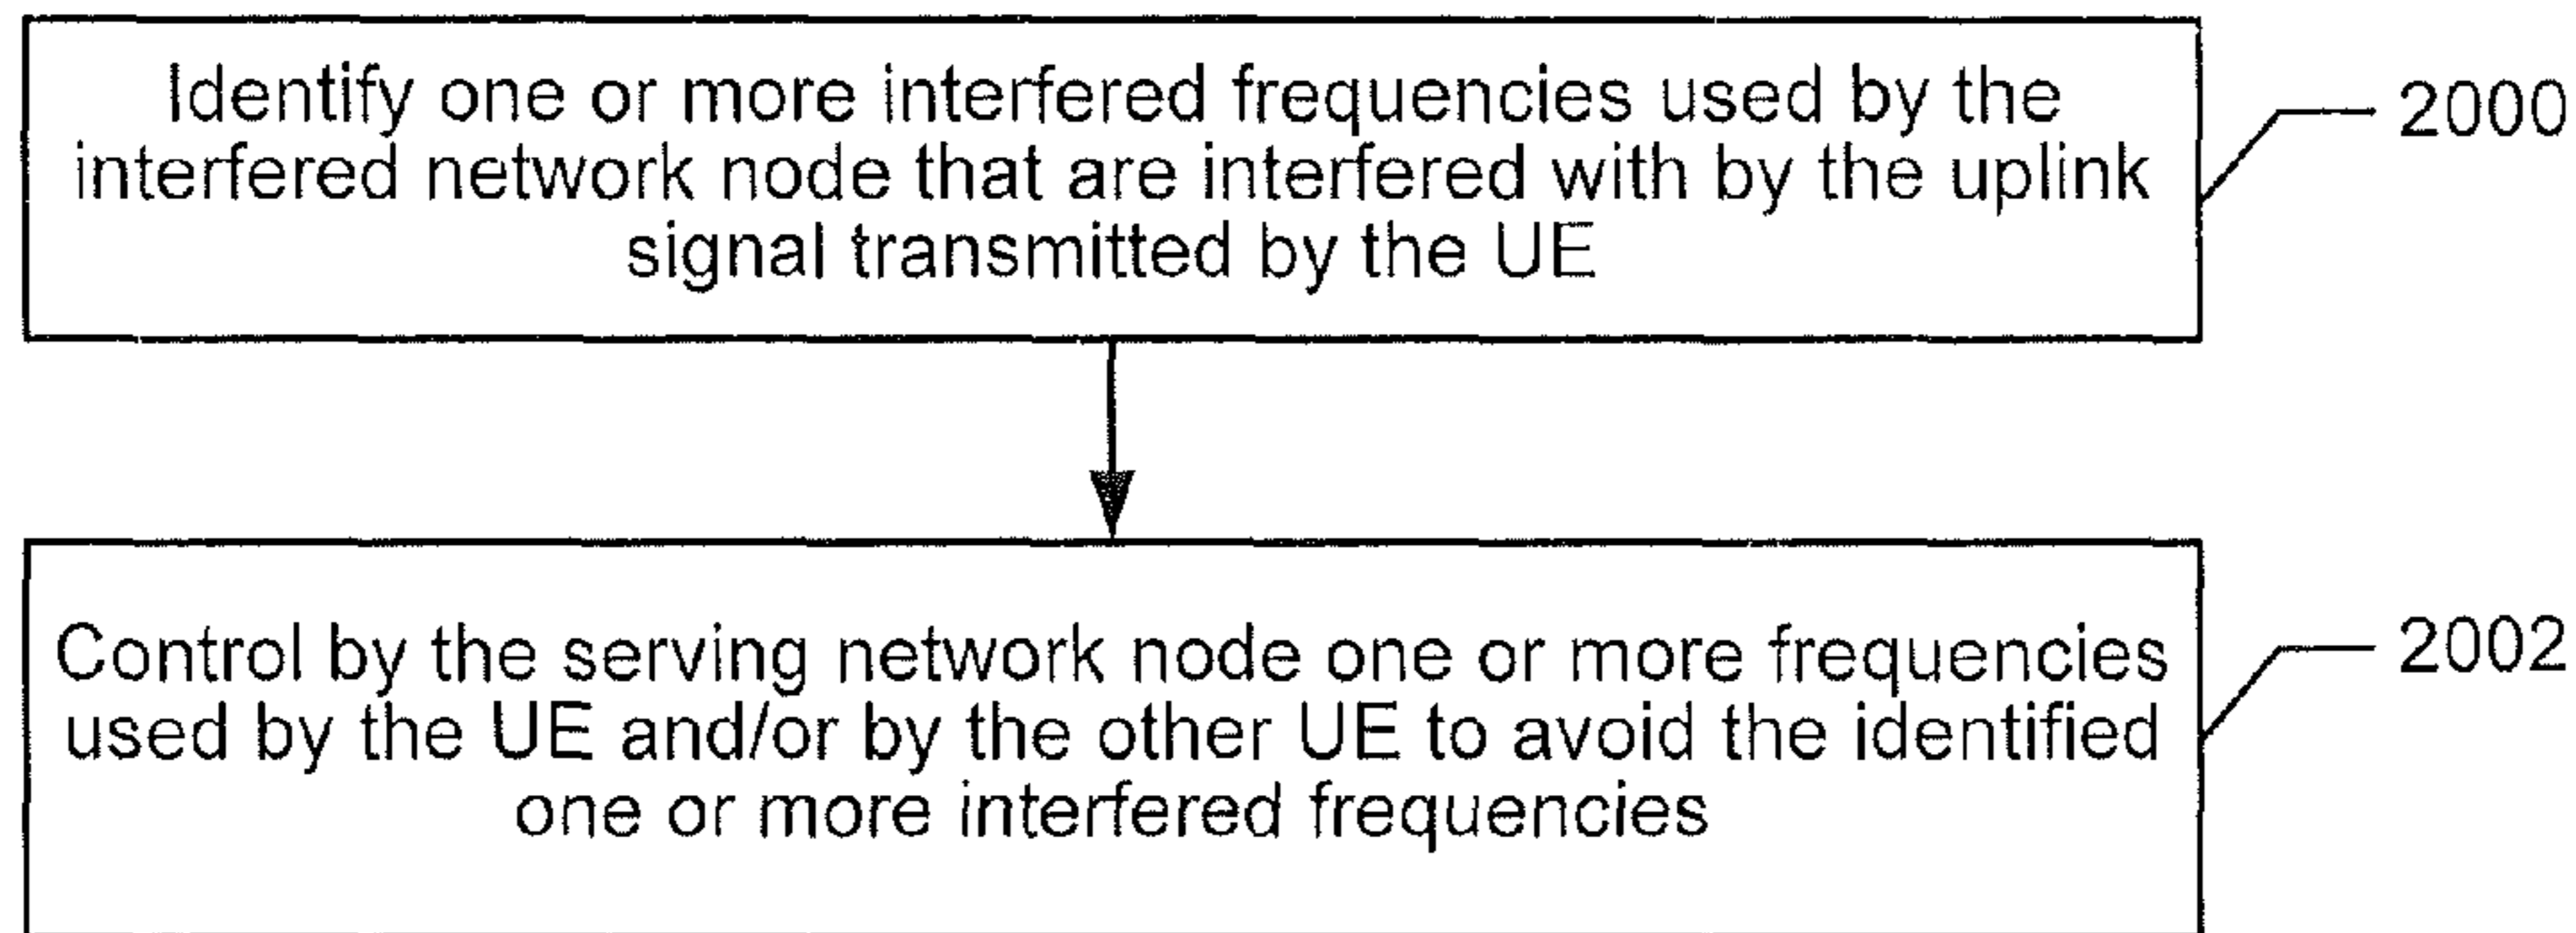 Identify one or more interfered frequencies used by the
interfered network node that are interfered with by the uplink
signal transmitted by the UE
2000
Control by the serving network node one or more frequencies
used by the UE and/or by the other UE to avoid the identified
one or more interfered frequencies
2002